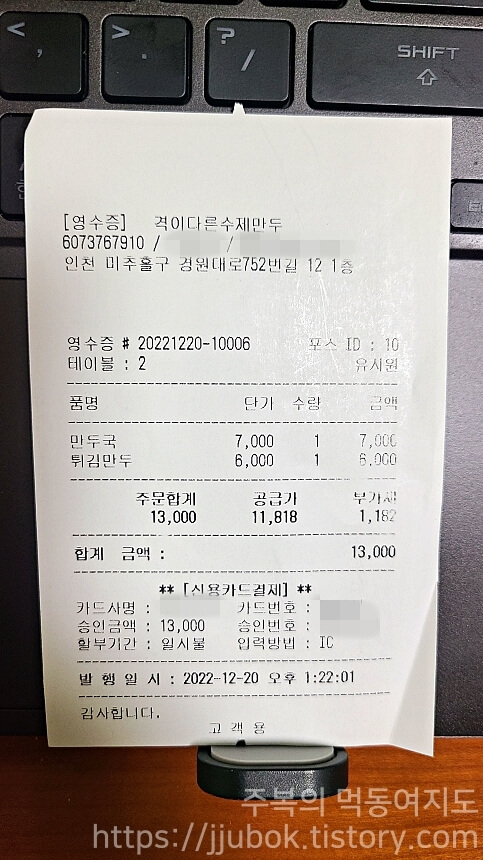 <
,
>
.
?
/
SHIFT
[영수증] 격이다른수제만두
6073767910 / /
인천 미추홀구 경원대로752번길 12 1층
영수증 # 20221220-10006 포스 ID : 10
테이블 : 2 유사원
품명 단가 수량 금액
만두국 7,000 1 7,000
튀김만두 6,000 1 6,000
주문합계 공급가 부가세
13,000 11,818 1,182
합계 금액 : 13,000
** [신용카드결제] **
카드사명 : 카드번호 :
승인금액 : 13,000 승인번호 :
할부기간 : 일시불 입력방법 : IC
발 행 일 시 : 2022-12-20 오후 1:22:01
감사합니다.
고 객 용
주복의 먹동여지도
https://jjubok.tistory.com